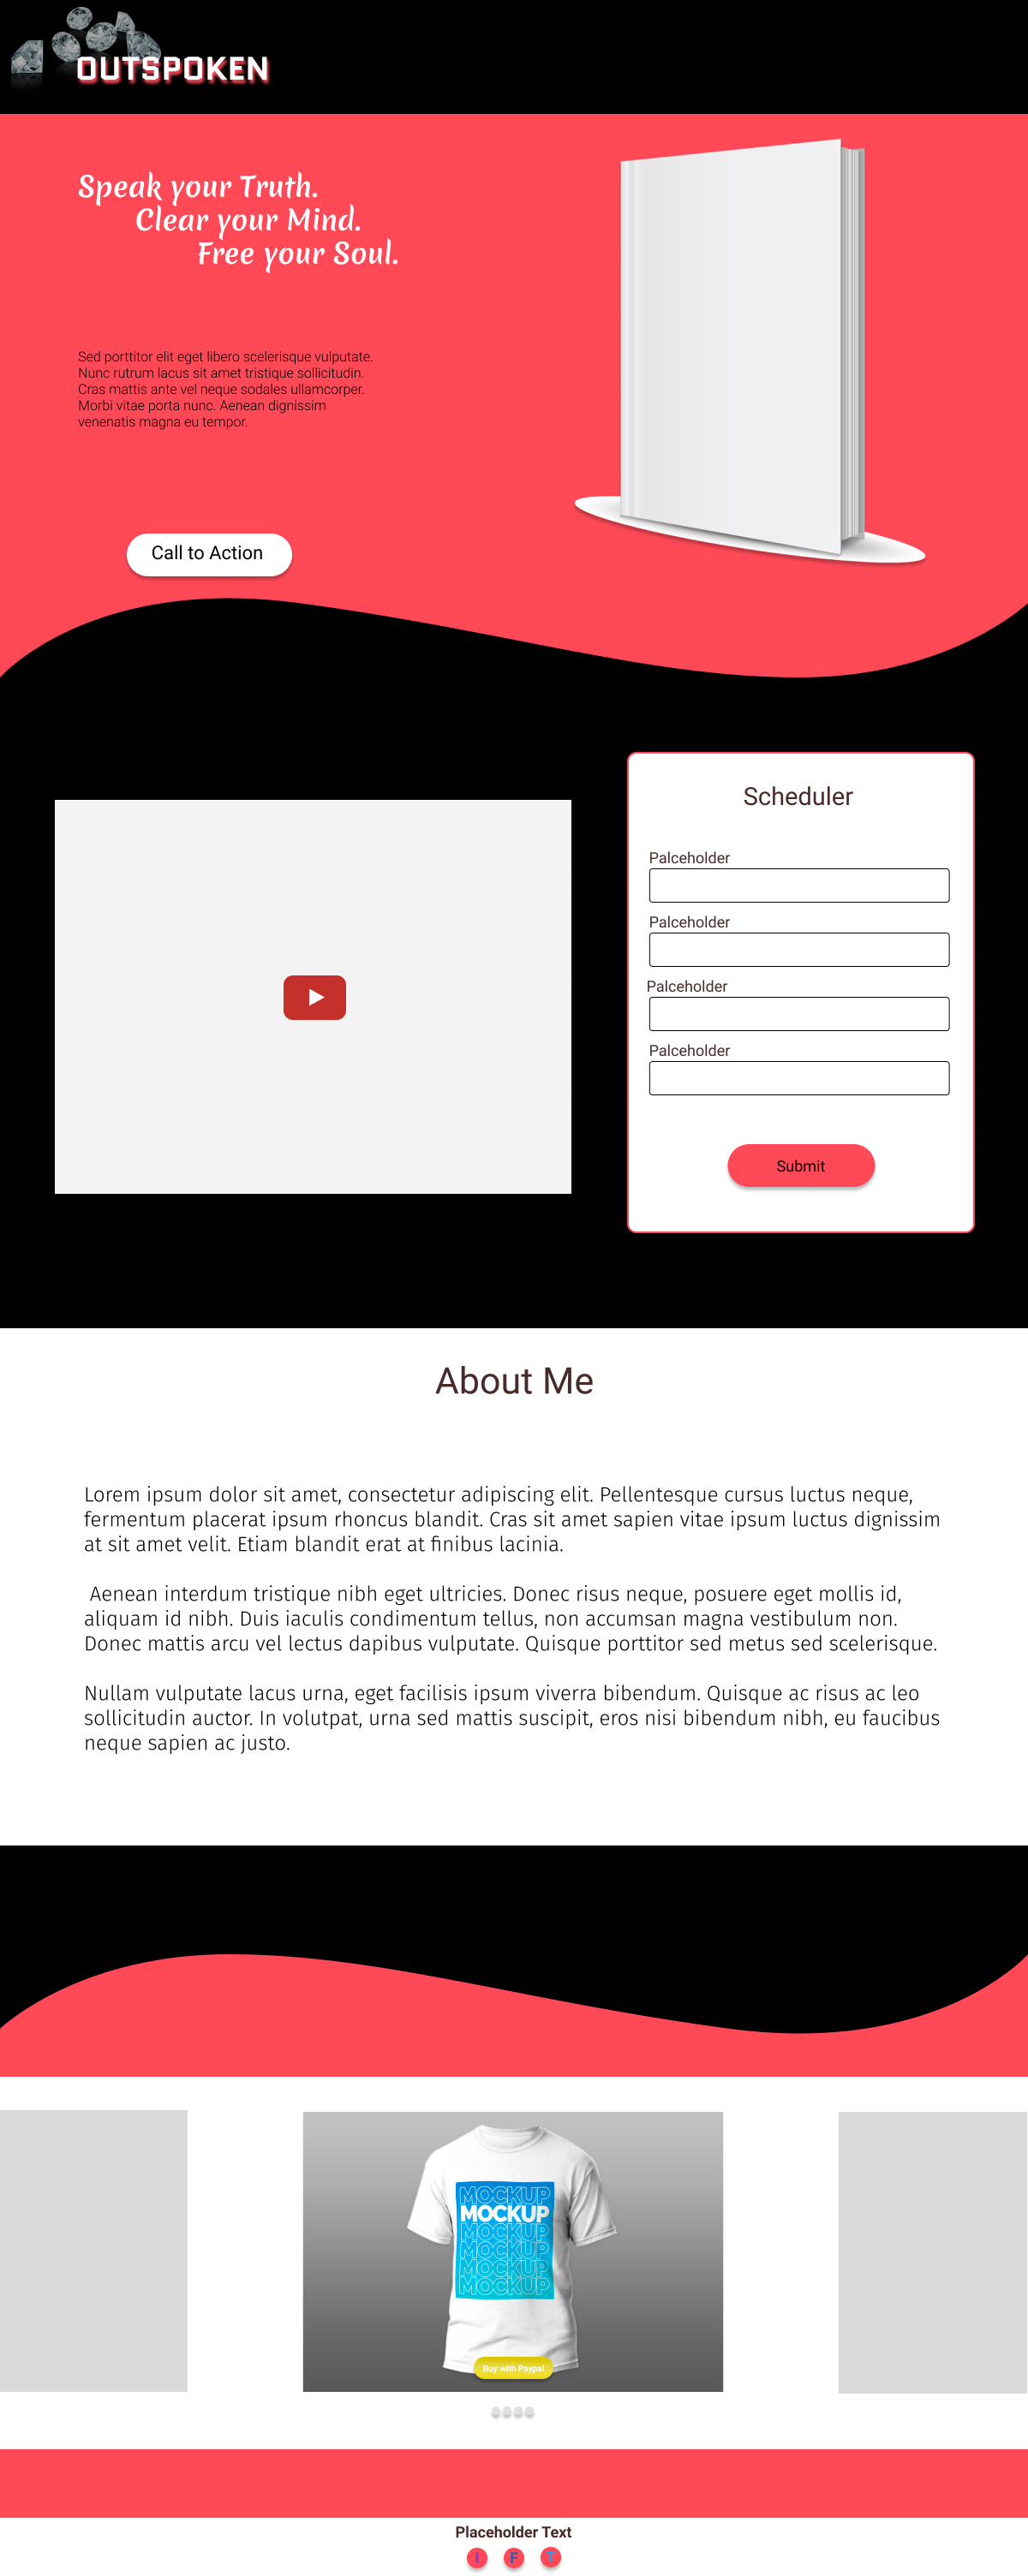 OUTSPOKEN
Speak your Truth.
Clear your Mind.
Free your Soul.
Sed porttitor elit eget libero scelerisque vulputate.
Nunc rutrum lacus sit amet tristique sollicitudin.
Cras mattis ante vel neque sodales ullamcorper.
Morbi vitae porta nunc. Aenean dignissim
venenatis magna eu tempor.
Call to Action
Scheduler
Palceholder
Palceholder
Palceholder
Palceholder
Submit
About Me
Lorem ipsum dolor sit amet, consectetur adipiscing elit. Pellentesque cursus luctus neque,
fermentum placerat ipsum rhoncus blandit. Cras sit amet sapien vitae ipsum luctus dignissim
at sit amet velit. Etiam blandit erat at finibus lacinia.
Aenean interdum tristique nibh eget ultricies. Donec risus neque, posuere eget mollis id,
aliquam id nibh. Duis iaculis condimentum tellus, non accumsan magna vestibulum non.
Donec mattis arcu vel lectus dapibus vulputate. Quisque porttitor sed metus sed scelerisque.
Nullam vulputate lacus urna, eget facilisis ipsum viverra bibendum. Quisque ac risus ac leo
sollicitudin auctor. In volutpat, urna sed mattis suscipit, eros nisi bibendum nibh, eu faucibus
neque sapien ac justo.
MOCKUP
MOCKUP
MOCKUP
MOCKUP
MOCKUP
MOCKUP
Buy with Paypal
Placeholder Text
I F T